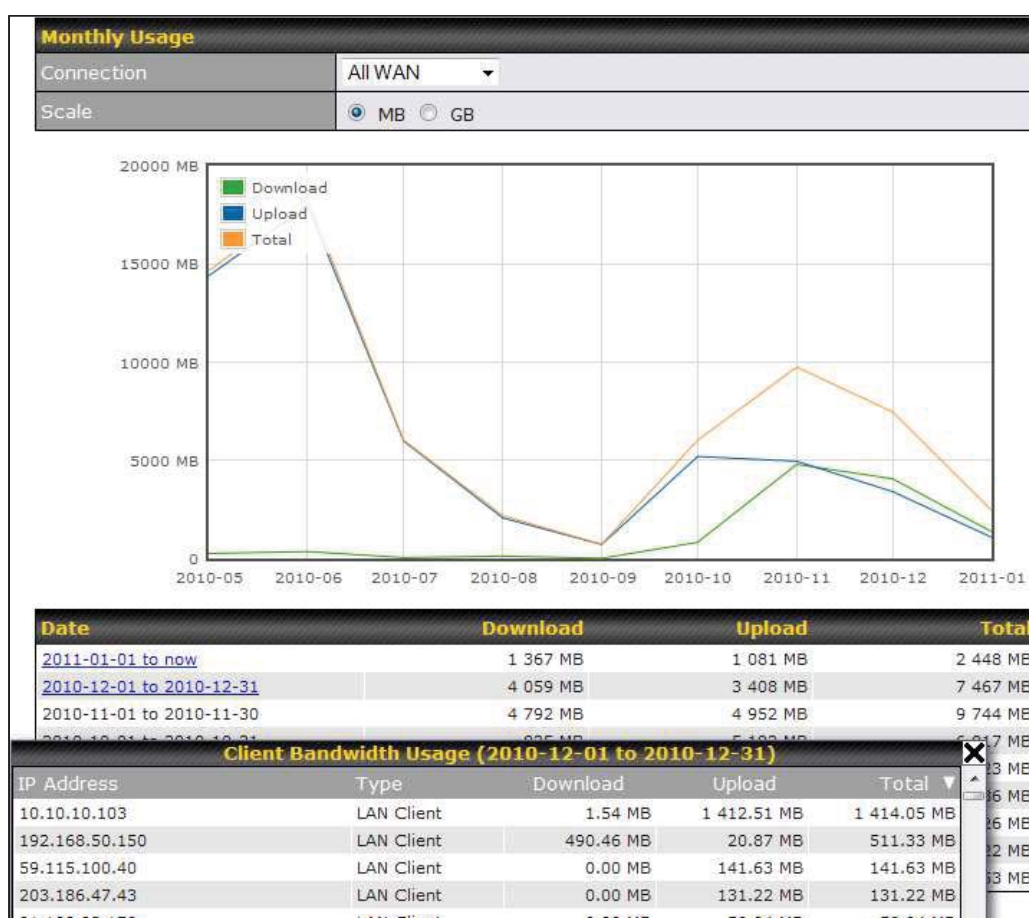 Monthly Usage
Connection All WAN
Scale MB GB
20000 MB
Download
Upload
Total
15000 MB
10000 MB
5000 MB
0
2010-05 2010-06 2010-07 2010-08 2010-09 2010-10 2010-11 2010-12 2011-01
Date Download Upload Total
2011-01-01 to now 1 367 MB 1 081 MB 2 448 MB
2010-12-01 to 2010-12-31 4 059 MB 3 408 MB 7 467 MB
2010-11-01 to 2010-11-30 4 792 MB 4 952 MB 9 744 MB
Client Bandwidth Usage (2010-12-01 to 2010-12-31)
IP Address Type Download Upload Total
10.10.10.103 LAN Client 1.54 MB 1 412.51 MB 1 414.05 MB
192.168.50.150 LAN Client 490.46 MB 20.87 MB 511.33 MB
59.115.100.40 LAN Client 0.00 MB 141.63 MB 141.63 MB
203.186.47.43 LAN Client 0.00 MB 131.22 MB 131.22 MB